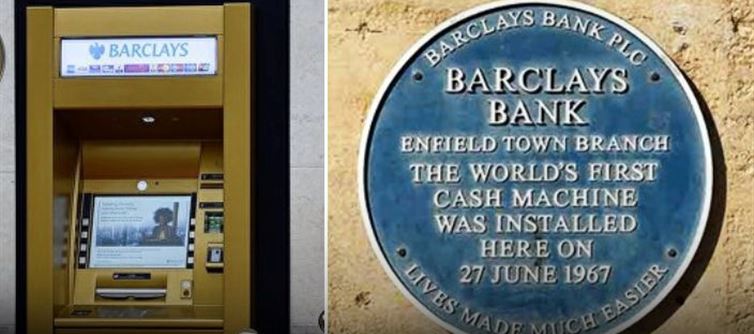 BARCLAYS
BARCLAYS BANK PLC
BARCLAYS
BANK
ENFIELD TOWN BRANCH
THE WORLD'S FIRST
CASH MACHINE
WAS INSTALLED
HERE ON
27 JUNE 1967
LIVES MADE MUCH EASIER